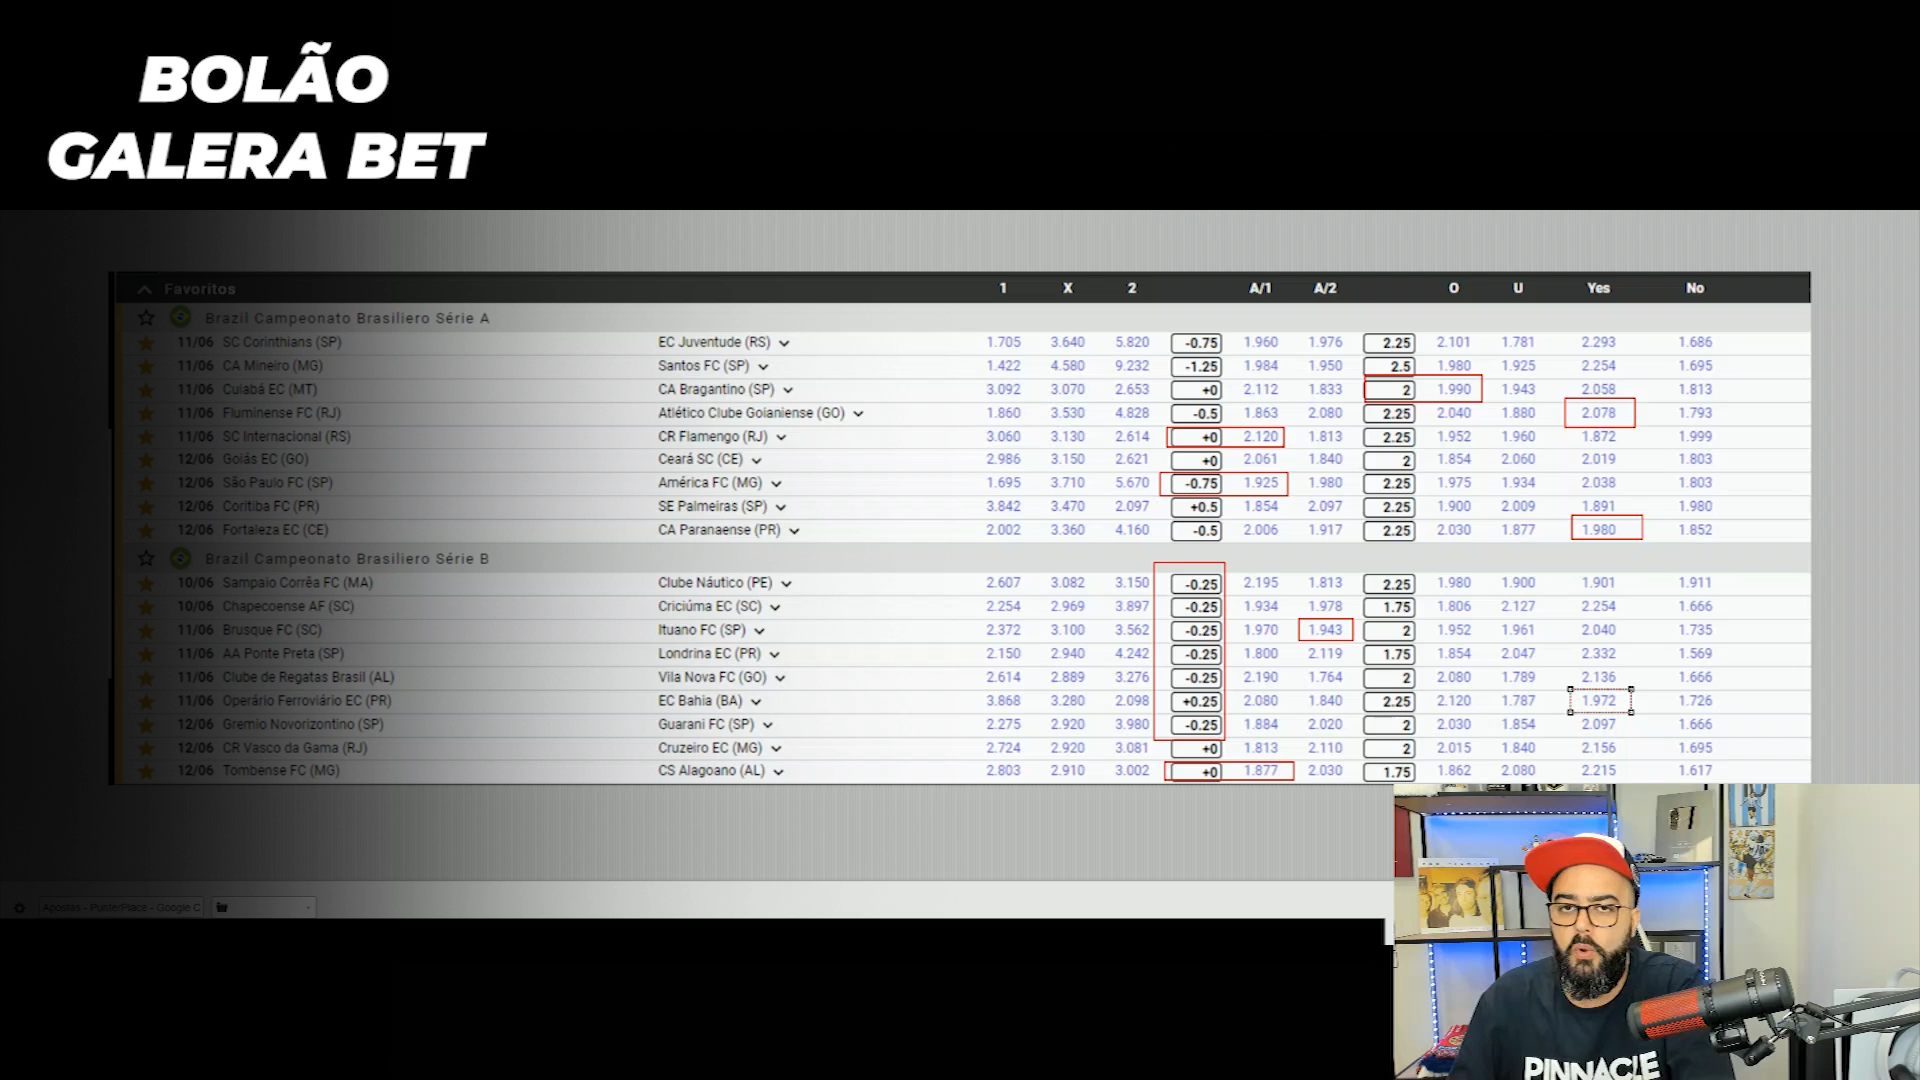 BOLÃO
GALERA BET
Favoritos 1 X 2 A/1 A/2 O U Yes No
Brazil Campeonato Brasiliero Série A
11/06 SC Corinthians (SP) EC Juventude (RS) 1.705 3.640 5.820 -0.75 1.960 1.976 2.25 2.101 1.781 2.293 1.686
11/06 CA Mineiro (MG) Santos FC (SP) 1.422 4.580 9.232 -1.25 1.984 1.950 2.5 1.980 1.925 2.254 1.695
11/06 Cuiabá EC (MT) CA Bragantino (SP) 3.092 3.070 2.653 +0 2.112 1.833 2 1.990 1.943 2.058 1.813
11/06 Fluminense FC (RJ) Atlético Clube Goianiense (GO) 1.860 3.530 4.828 -0.5 1.863 2.080 2.25 2.040 1.880 2.078 1.793
11/06 SC Internacional (RS) CR Flamengo (RJ) 3.060 3.130 2.614 +0 2.120 1.813 2.25 1.952 1.960 1.872 1.999
12/06 Goiás EC (GO) Ceará SC (CE) 2.986 3.150 2.621 +0 2.061 1.840 2 1.854 2.060 2.019 1.803
12/06 São Paulo FC (SP) América FC (MG) 1.695 3.710 5.670 -0.75 1.925 1.980 2.25 1.975 1.934 2.038 1.803
12/06 Coritiba FC (PR) SE Palmeiras (SP) 3.842 3.470 2.097 +0.5 1.854 2.097 2.25 1.900 2.009 1.891 1.980
12/06 Fortaleza EC (CE) CA Paranaense (PR) 2.002 3.360 4.160 -0.5 2.006 1.917 2.25 2.030 1.877 1.980 1.852
Brazil Campeonato Brasiliero Série B
10/06 Sampaio Corrêa FC (MA) Clube Náutico (PE) 2.607 3.082 3.150 -0.25 2.195 1.813 2.25 1.980 1.900 1.901 1.911
10/06 Chapecoense AF (SC) Criciúma EC (SC) 2.254 2.969 3.897 -0.25 1.934 1.978 1.75 1.806 2.127 2.254 1.666
11/06 Brusque FC (SC) Ituano FC (SP) 2.372 3.100 3.562 -0.25 1.970 1.943 2 1.952 1.961 2.040 1.735
11/06 AA Ponte Preta (SP) Londrina EC (PR) 2.150 2.940 4.242 -0.25 1.800 2.119 1.75 1.854 2.047 2.332 1.569
11/06 Clube de Regatas Brasil (AL) Vila Nova FC (GO) 2.614 2.889 3.276 -0.25 2.190 1.764 2 2.080 1.789 2.136 1.666
11/06 Operário Ferroviário EC (PR) EC Bahia (BA) 3.868 3.280 2.098 +0.25 2.080 1.840 2.25 2.120 1.787 1.972 1.726
12/06 Gremio Novorizontino (SP) Guarani FC (SP) 2.275 2.920 3.980 -0.25 1.884 2.020 2 2.030 1.854 2.097 1.666
12/06 CR Vasco da Gama (RJ) Cruzeiro EC (MG) 2.724 2.920 3.081 +0 1.813 2.110 2 2.015 1.840 2.156 1.695
12/06 Tombense FC (MG) CS Alagoano (AL) 2.803 2.910 3.002 +0 1.877 2.030 1.75 1.862 2.080 2.215 1.617
Apostas - PunterPlace - Google C
10
PINNACLE